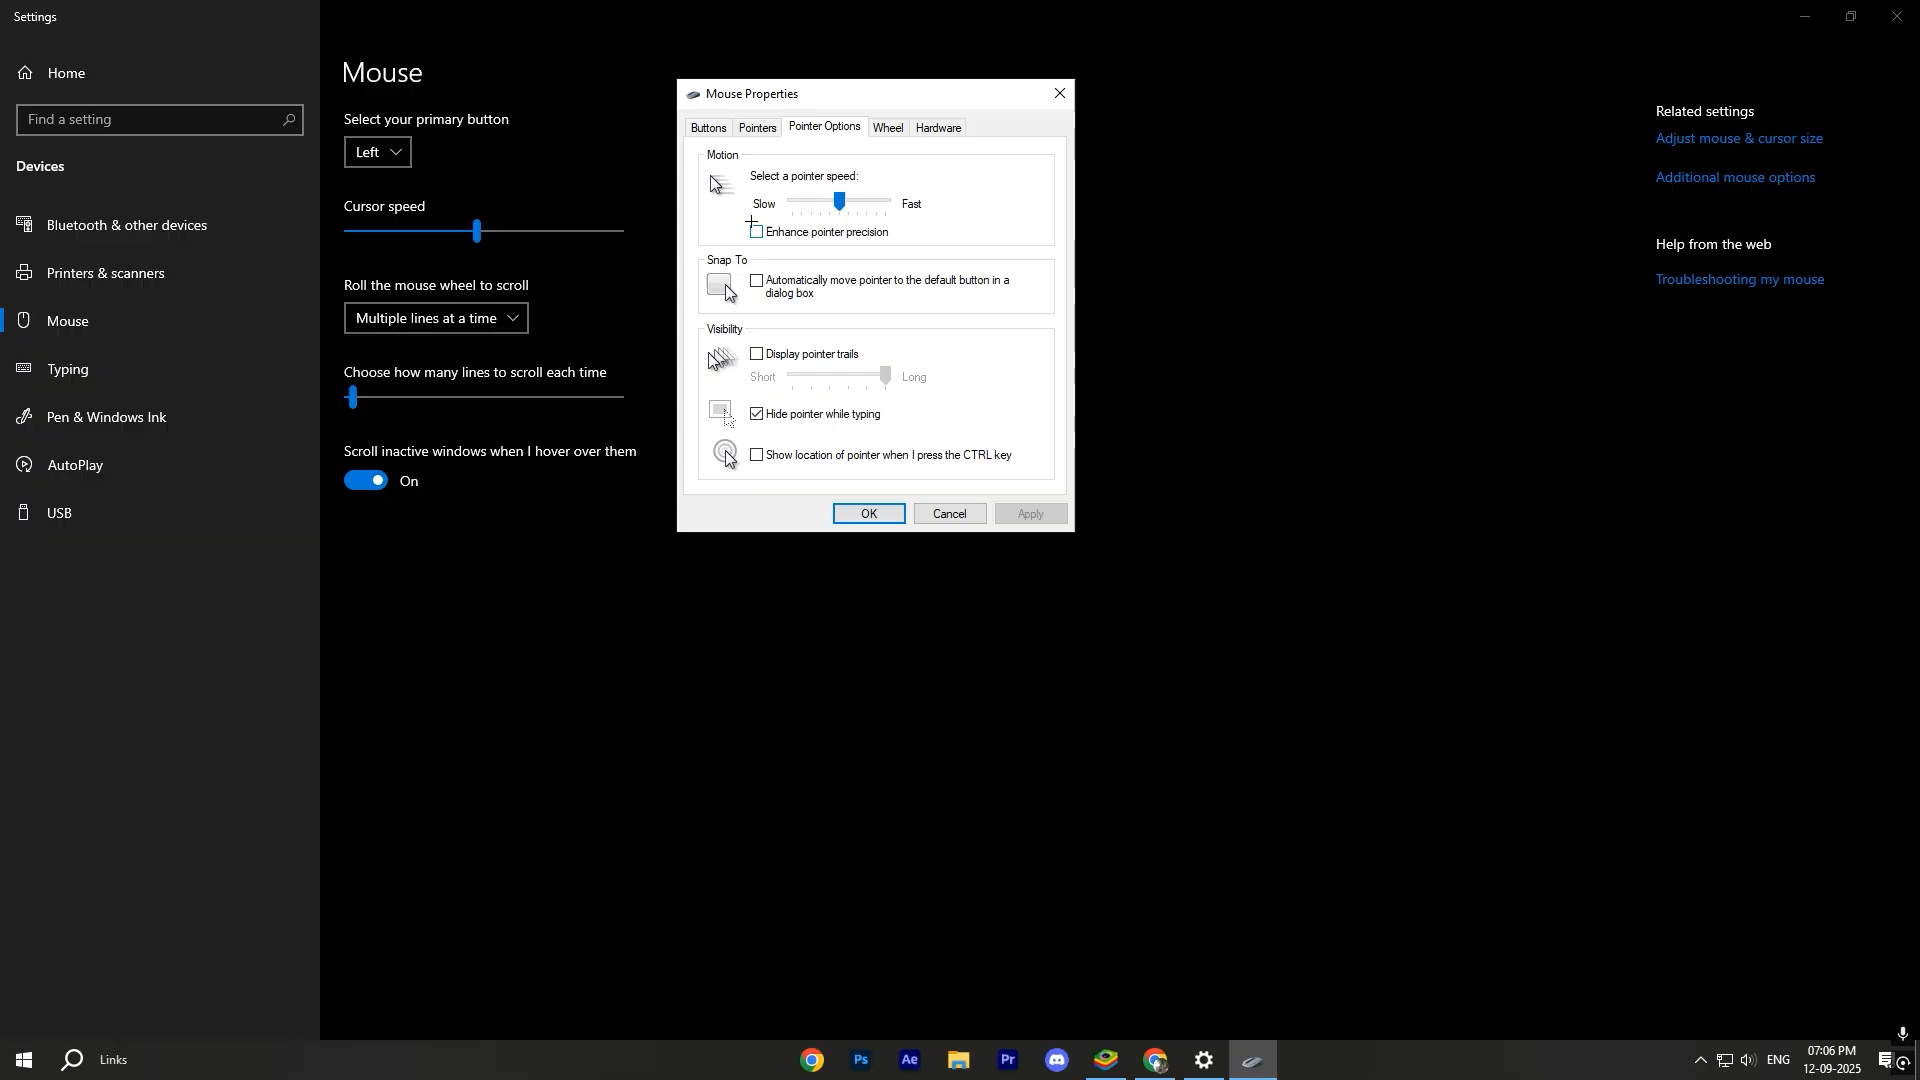 Settings
Home
Find a setting
Devices
Bluetooth & other devices
Printers & scanners
Mouse
Typing
Pen & Windows Ink
AutoPlay
USB
Mouse
Select your primary button
Left
Cursor speed
Roll the mouse wheel to scroll
Multiple lines at a time
Choose how many lines to scroll each time
Scroll inactive windows when I hover over them
On
Mouse Properties
Buttons Pointers Pointer Options Wheel Hardware
Motion
Select a pointer speed:
Slow Fast
Enhance pointer precision
Snap To
Automatically move pointer to the default button in a
dialog box
Visibility
Display pointer trails
Short Long
Hide pointer while typing
Show location of pointer when I press the CTRL key
OK Cancel Apply
Related settings
Adjust mouse & cursor size
Additional mouse options
Help from the web
Troubleshooting my mouse
Links
Ps Ae Pr
ENG
07:06 PM
12-09-2025